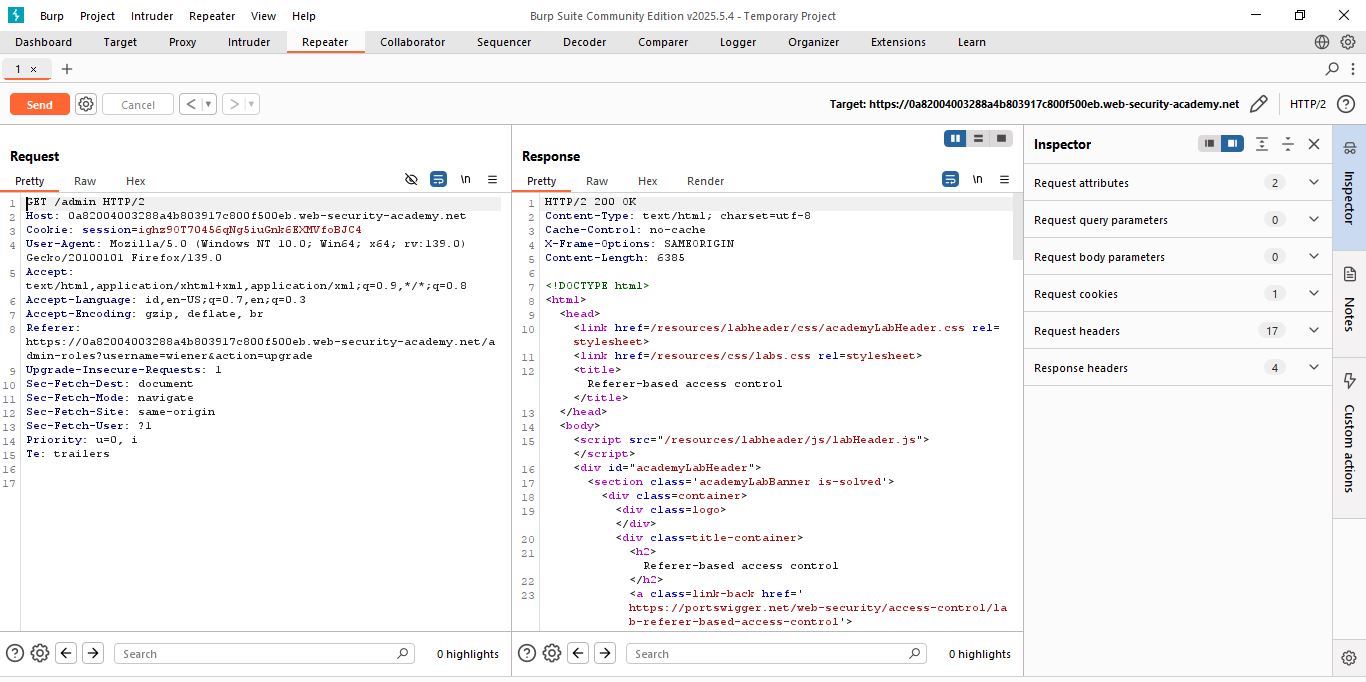 Burp Project Intruder Repeater View Help
Burp Suite Community Edition v2025.5.4 - Temporary Project
Dashboard Target Proxy Intruder Repeater Collaborator Sequencer Decoder Comparer Logger Organizer Extensions Learn
1 × +
Send Cancel < >
Target: https://0a82004003288a4b803917c800f500eb.web-security-academy.net HTTP/2
Request
Pretty Raw Hex \n
1 GET /admin HTTP/2
2 Host: 0a82004003288a4b803917c800f500eb.web-security-academy.net
3 Cookie: session=ighz90T70456qNg5iuGnk6EXMVfoBJC4
4 User-Agent: Mozilla/5.0 (Windows NT 10.0; Win64; x64; rv:139.0)
Gecko/20100101 Firefox/139.0
5 Accept:
text/html,application/xhtml+xml,application/xml;q=0.9,*/*;q=0.8
6 Accept-Language: id,en-US;q=0.7,en;q=0.3
7 Accept-Encoding: gzip, deflate, br
8 Referer:
https://0a82004003288a4b803917c800f500eb.web-security-academy.net/a
dmin-roles?username=wiener&action=upgrade
9 Upgrade-Insecure-Requests: 1
10 Sec-Fetch-Dest: document
11 Sec-Fetch-Mode: navigate
12 Sec-Fetch-Site: same-origin
13 Sec-Fetch-User: ?1
14 Priority: u=0, i
15 Te: trailers
16
17
Search
0 highlights
Response
Pretty Raw Hex Render \n
1 HTTP/2 200 OK
2 Content-Type: text/html; charset=utf-8
3 Cache-Control: no-cache
4 X-Frame-Options: SAMEORIGIN
5 Content-Length: 6385
6
7 <!DOCTYPE html>
8 <html>
9 <head>
10 <link href=/resources/labheader/css/academyLabHeader.css rel=
stylesheet>
11 <link href=/resources/css/labs.css rel=stylesheet>
12 <title>
Referer-based access control
</title>
13 </head>
14 <body>
15 <script src="/resources/labheader/js/labHeader.js">
</script>
16 <div id="academyLabHeader">
17 <section class='academyLabBanner is-solved'>
18 <div class=container>
19 <div class=logo>
</div>
20 <div class=title-container>
21 <h2>
Referer-based access control
22 </h2>
23 <a class=link-back href='
https://portswigger.net/web-security/access-control/la
b-referer-based-access-control'>
Search
0 highlights
Inspector
Request attributes 2
Request query parameters 0
Request body parameters 0
Request cookies 1
Request headers 17
Response headers 4
Inspector
Notes
Custom actions